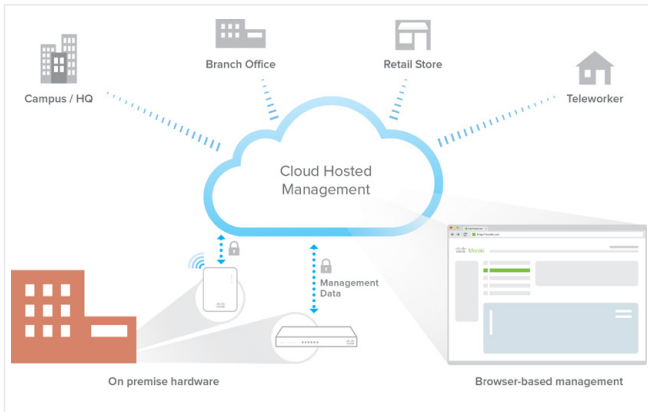 Branch Office
Retail Store
Campus / HQ
Teleworker
Cloud Hosted
Management
Management
Data
Meraki
On premise hardware
Browser-based management